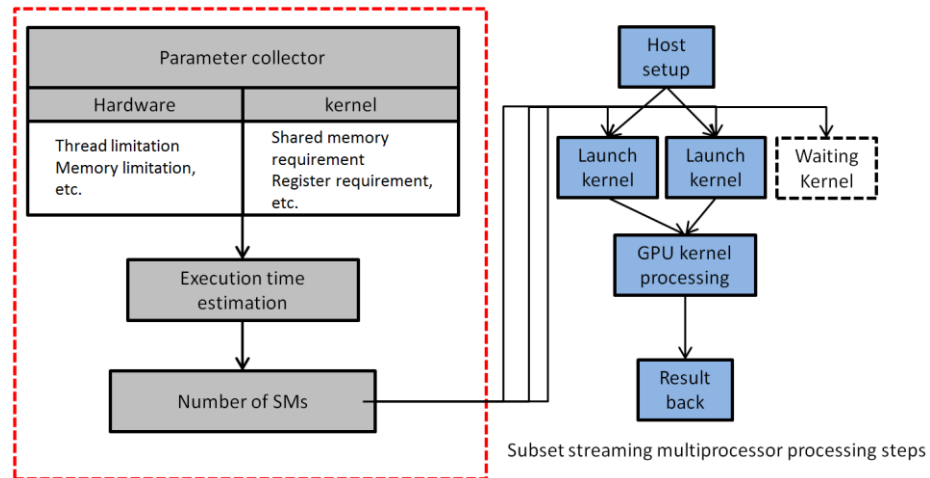 Parameter collector
Hardware
kernel
Thread limitation
Memory limitation,
etc.
Shared memory
requirement
Register requirement,
etc.
Execution time
estimation
Number of SMs
Host
setup
Launch
kernel
Launch
kernel
Waiting
Kernel
GPU kernel
processing
Result
back
Subset streaming multiprocessor processing steps